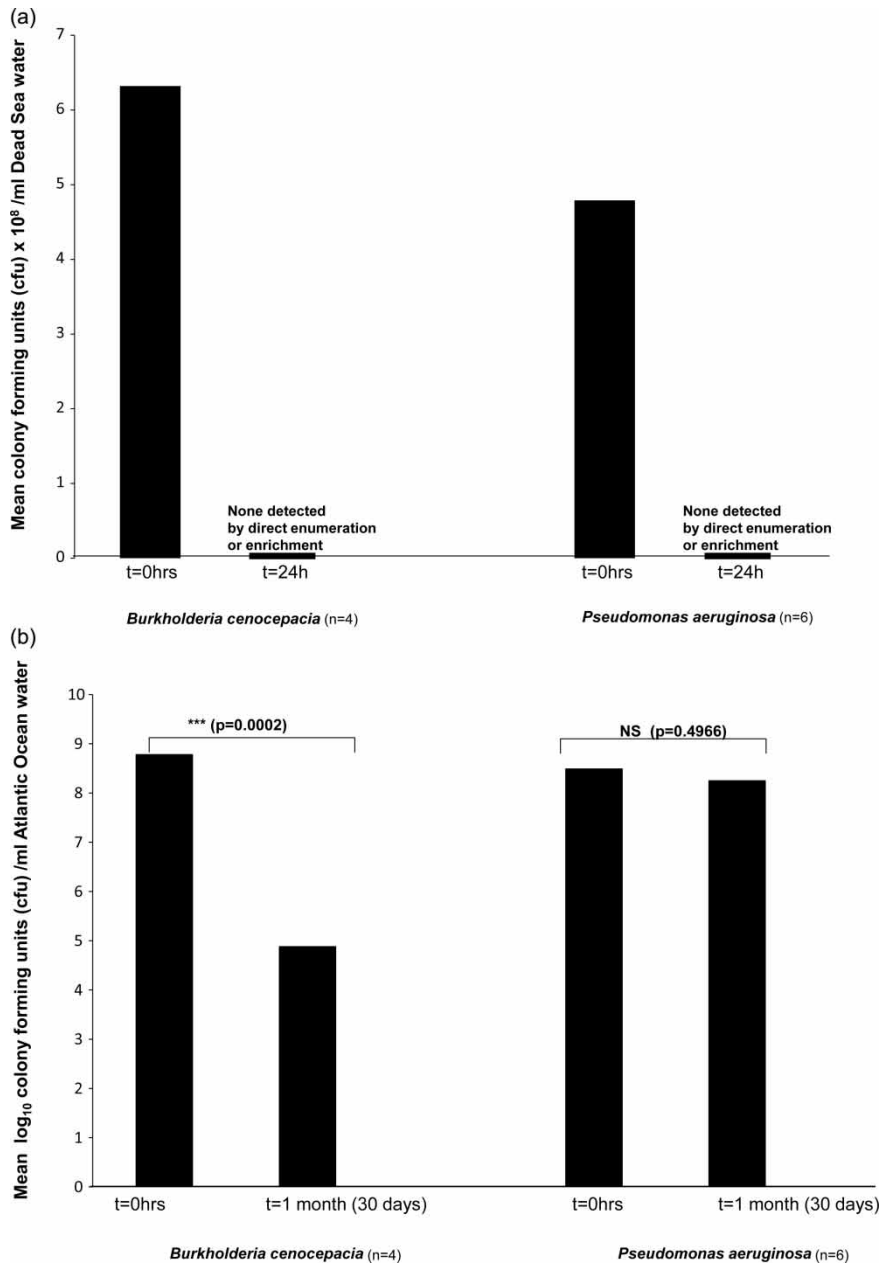 (a)
Mean colony forming units (cfu) x 10⁸ /ml Dead Sea water
7
6
5
4
3
2
1
0
None detected
by direct enumeration
or enrichment
None detected
by direct enumeration
or enrichment
t=0hrs
t=24h
t=0hrs
t=24h
Burkholderia cenocepacia (n=4)
Pseudomonas aeruginosa (n=6)
(b)
Mean log₁₀ colony forming units (cfu) /ml Atlantic Ocean water
10
9
8
7
6
5
4
3
2
1
0
*** (p=0.0002)
NS (p=0.4966)
t=0hrs
t=1 month (30 days)
t=0hrs
t=1 month (30 days)
Burkholderia cenocepacia (n=4)
Pseudomonas aeruginosa (n=6)